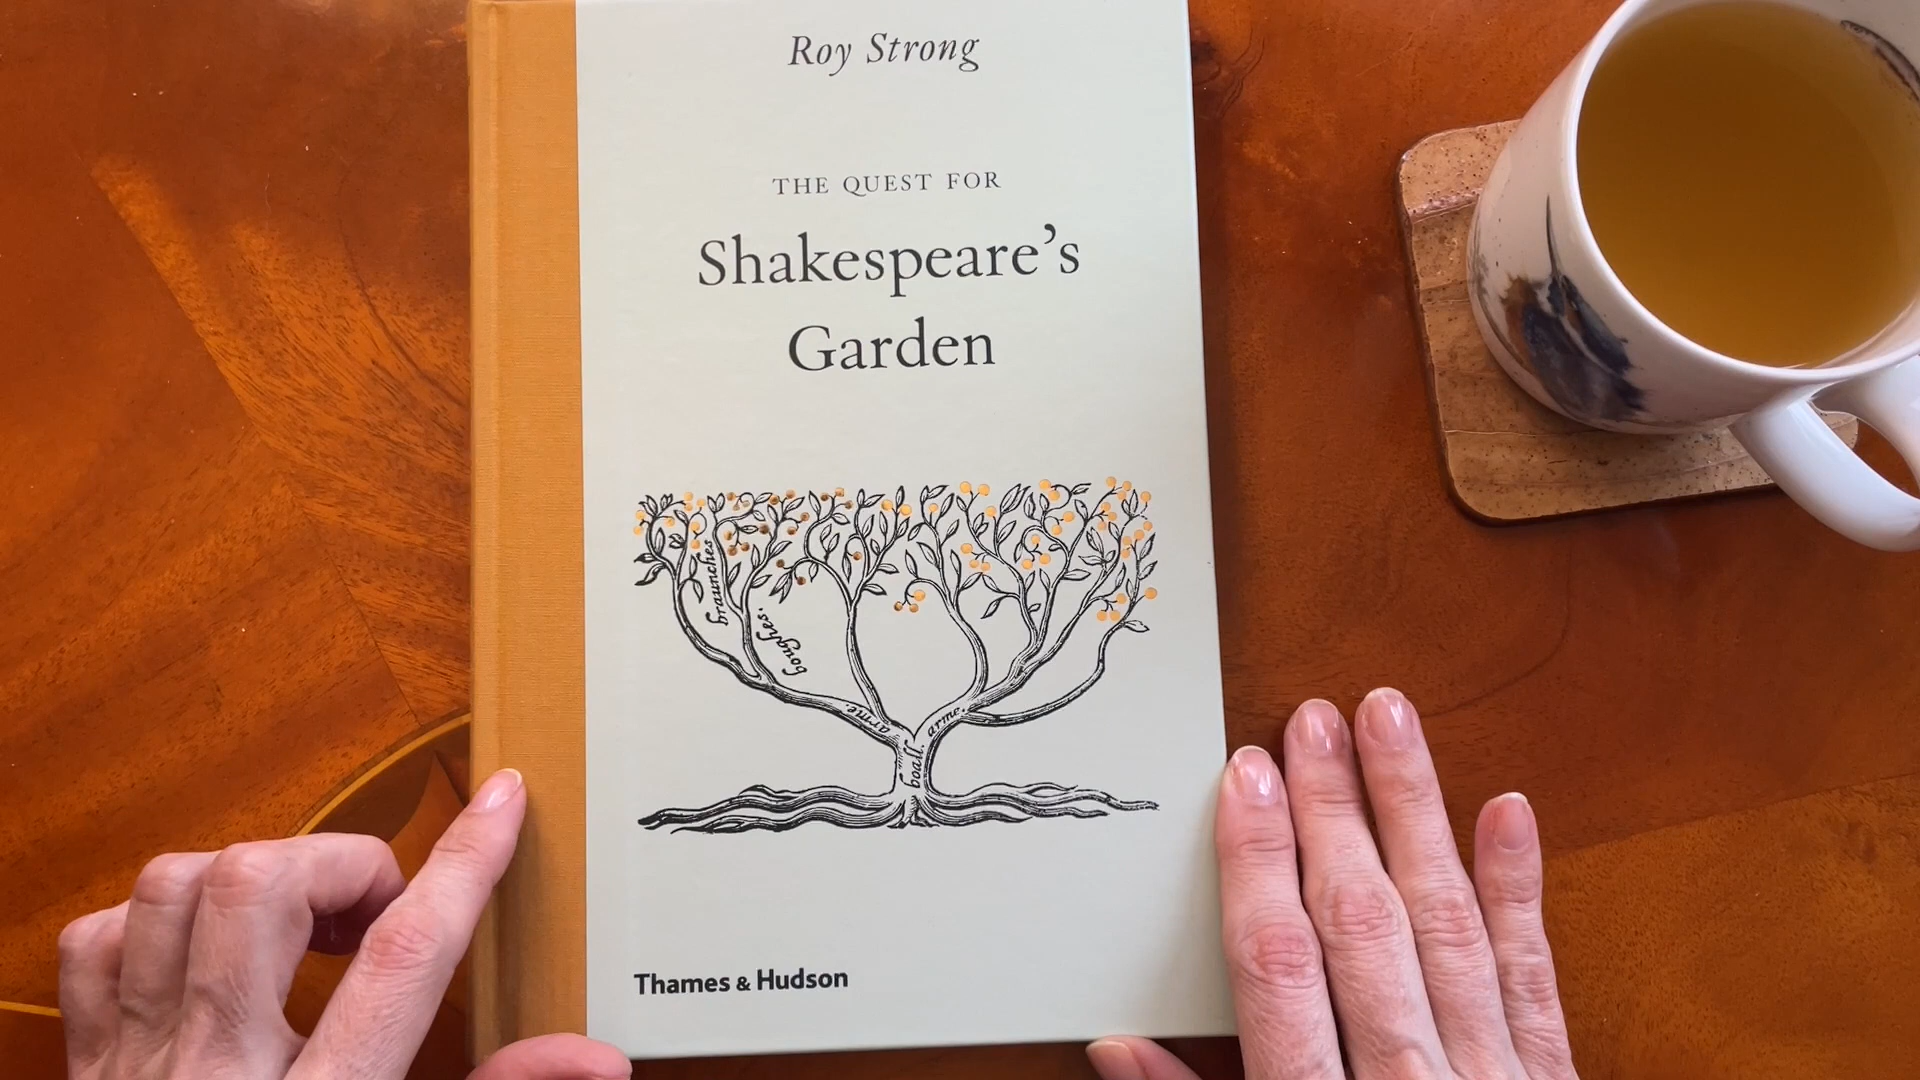 Roy Strong
THE QUEST FOR
Shakespeare's
Garden
braunches
boughes.
arme.
arme.
boall.
Thames & Hudson